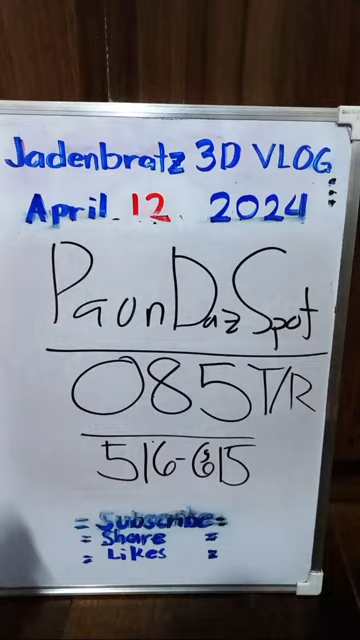 Jadenbratz 3D VLOG
April 12 2024
PaonDazSpot
085T/R
516-615
= Subscribe =
= Share =
= Likes =